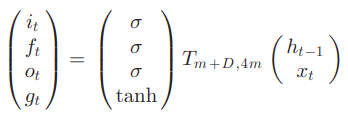 i_t σ
f_t = σ T_{m+D,4m} h_{t−1}
o_t σ x_t
g_t tanh